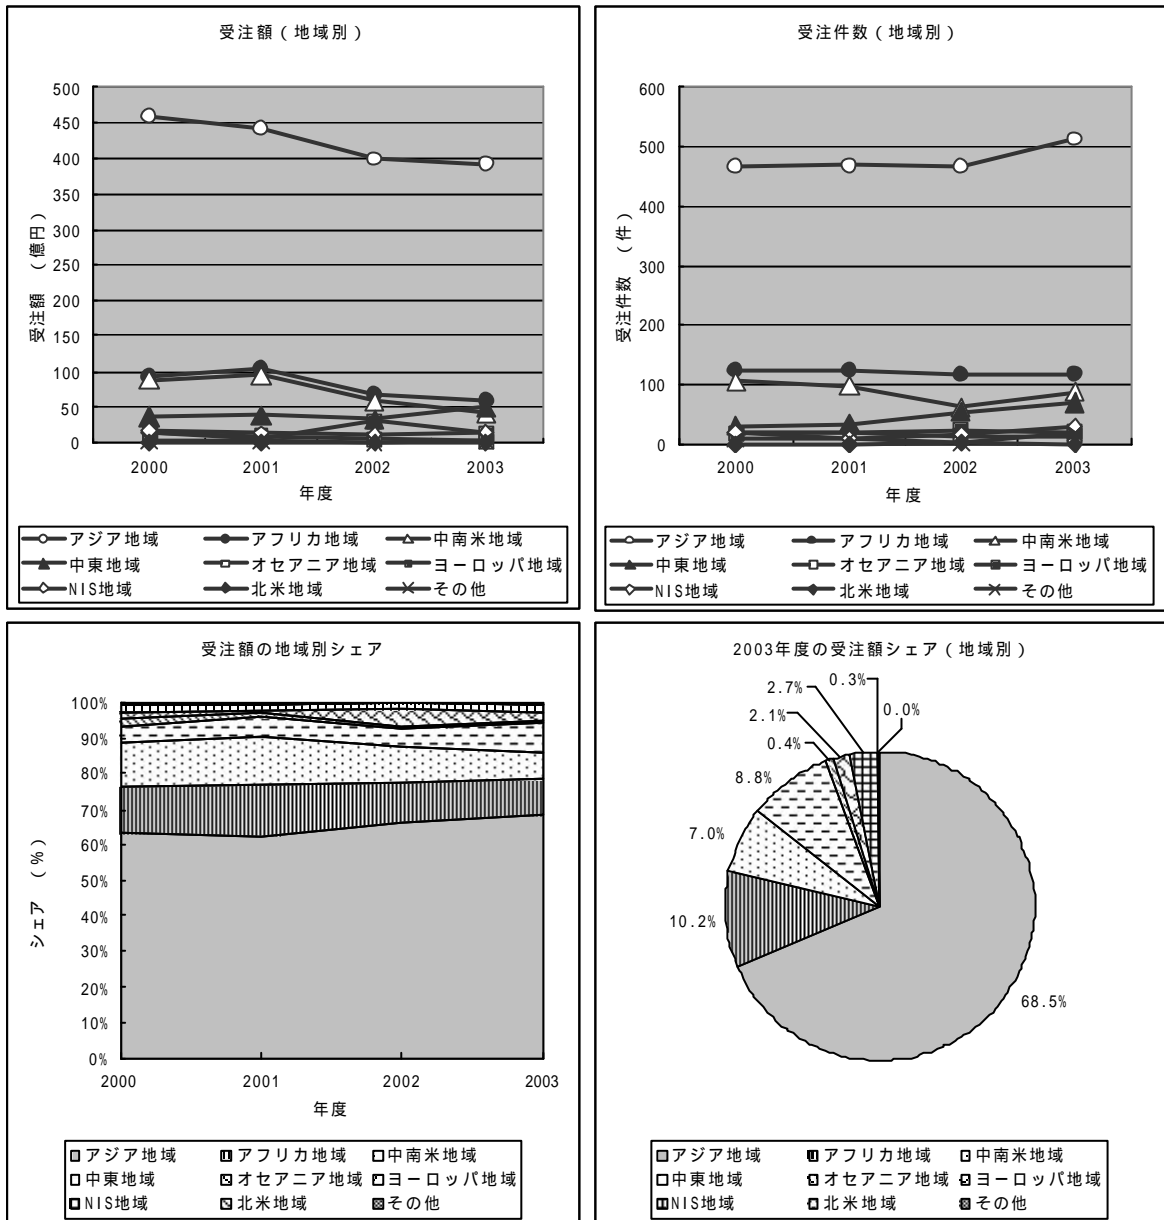 受注額(地域別)
受注額 (億円)
500
450
400
350
300
250
200
150
100
50
0
2000 2001 2002 2003
年度
アジア地域 アフリカ地域 中南米地域
中東地域 オセアニア地域 ヨーロッパ地域
NIS地域 北米地域 その他
受注件数(地域別)
受注件数 (件)
600
500
400
300
200
100
0
2000 2001 2002 2003
年度
アジア地域 アフリカ地域 中南米地域
中東地域 オセアニア地域 ヨーロッパ地域
NIS地域 北米地域 その他
受注額の地域別シェア
シェア (%)
100%
90%
80%
70%
60%
50%
40%
30%
20%
10%
0%
2000 2001 2002 2003
年度
アジア地域 アフリカ地域 中南米地域
中東地域 オセアニア地域 ヨーロッパ地域
NIS地域 北米地域 その他
2003年度の受注額シェア(地域別)
0.3%
2.7%
0.0%
2.1%
0.4%
8.8%
7.0%
10.2%
68.5%
アジア地域 アフリカ地域 中南米地域
中東地域 オセアニア地域 ヨーロッパ地域
NIS地域 北米地域 その他